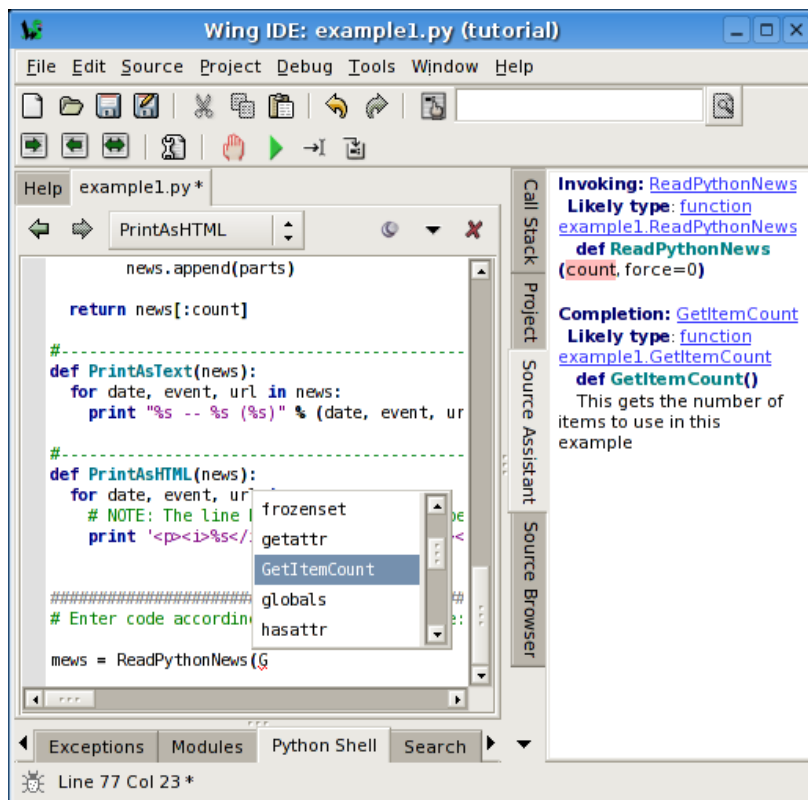 Wing IDE: example1.py (tutorial)
File Edit Source Project Debug Tools Window Help
Help example1.py*
PrintAsHTML
news.append(parts)
return news[:count]
#--------------------------------------------
def PrintAsText(news):
for date, event, url in news:
print "%s -- %s (%s)" % (date, event, ur
#--------------------------------------------
def PrintAsHTML(news):
for date, event, url
# NOTE: The line
print '<p><i>%s</i
frozenset
getattr
GetItemCount
globals
hasattr
############################################
# Enter code accordin e:
mews = ReadPythonNews(G
Call Stack
Project
Source Assistant
Source Browser
Invoking: ReadPythonNews
Likely type: function
example1.ReadPythonNews
def ReadPythonNews
(count, force=0)
Completion: GetItemCount
Likely type: function
example1.GetItemCount
def GetItemCount()
This gets the number of
items to use in this
example
Exceptions Modules Python Shell Search
Line 77 Col 23 *